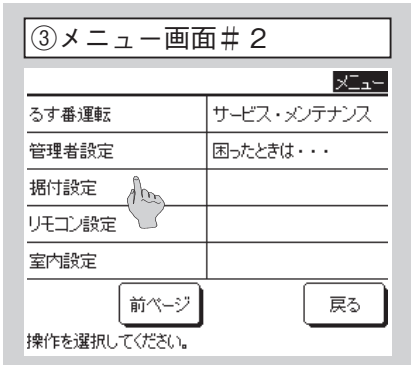 ③メニュー画面＃２
メニュー
るす番運転
サービス・メンテナンス
管理者設定
困ったときは・・・
据付設定
リモコン設定
室内設定
前ページ
戻る
操作を選択してください。